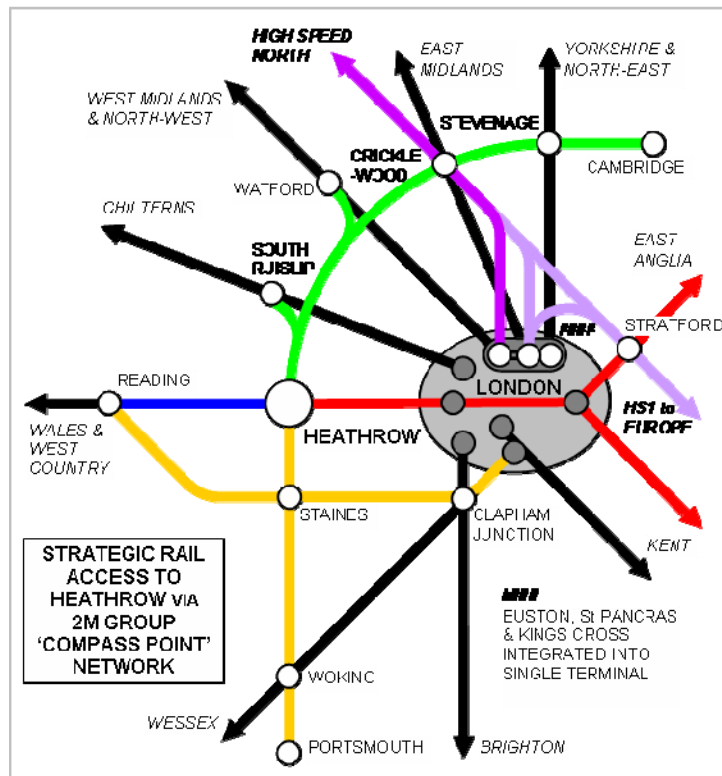 HIGH SPEED
NORTH
EAST
MIDLANDS
YORKSHIRE &
NORTH-EAST
WEST MIDLANDS
& NORTH-WEST
STEVENAGE
CRICKLE
-WOOD
CAMBRIDGE
WATFORD
CHILTERNS
SOUTH
RUISLIP
EAST
ANGLIA
STRATFORD
READING
LONDON
HEATHROW
HS1 to
EUROPE
WALES &
WEST
COUNTRY
STAINES
CLAPHAM
JUNCTION
KENT
STRATEGIC RAIL
ACCESS TO
HEATHROW VIA
2M GROUP
‘COMPASS POINT’
NETWORK
EUSTON, St PANCRAS
& KINGS CROSS
INTEGRATED INTO
SINGLE TERMINAL
WOKING
WESSEX
PORTSMOUTH
BRIGHTON